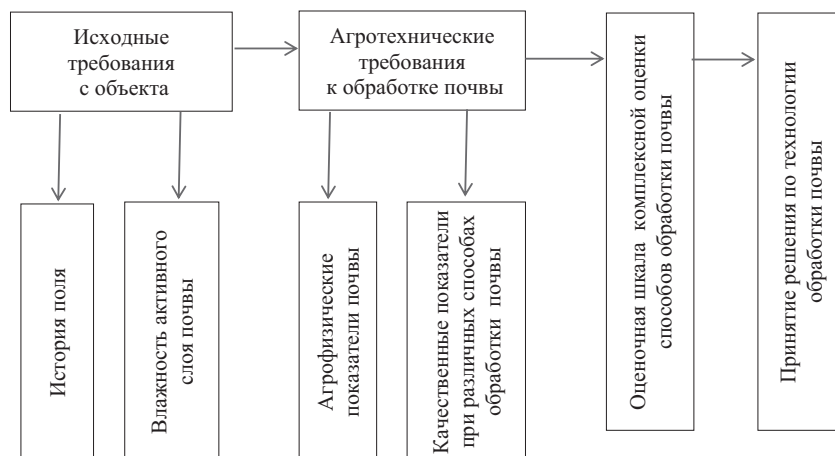 Исходные
требования
с объекта
Агротехнические
требования
к обработке почвы
История поля
Влажность активного
слоя почвы
Агрофизические
показатели почвы
Качественные показатели
при различных способах
обработки почвы
Оценочная шкала комплексной оценки
способов обработки почвы
Принятие решения по технологии
обработки почвы